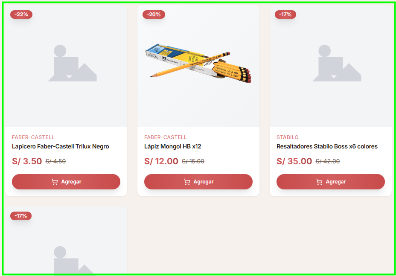 -22%
-20%
-17%
FABER-CASTELL
FABER-CASTELL
STABILO
Lapicero Faber-Castell Trilux Negro
Lápiz Mongol HB x12
Resaltadores Stabilo Boss x6 colores
S/ 3.50 S/ 4.50
S/ 12.00 S/ 15.00
S/ 35.00 S/ 42.00
Agregar
Agregar
Agregar
-17%